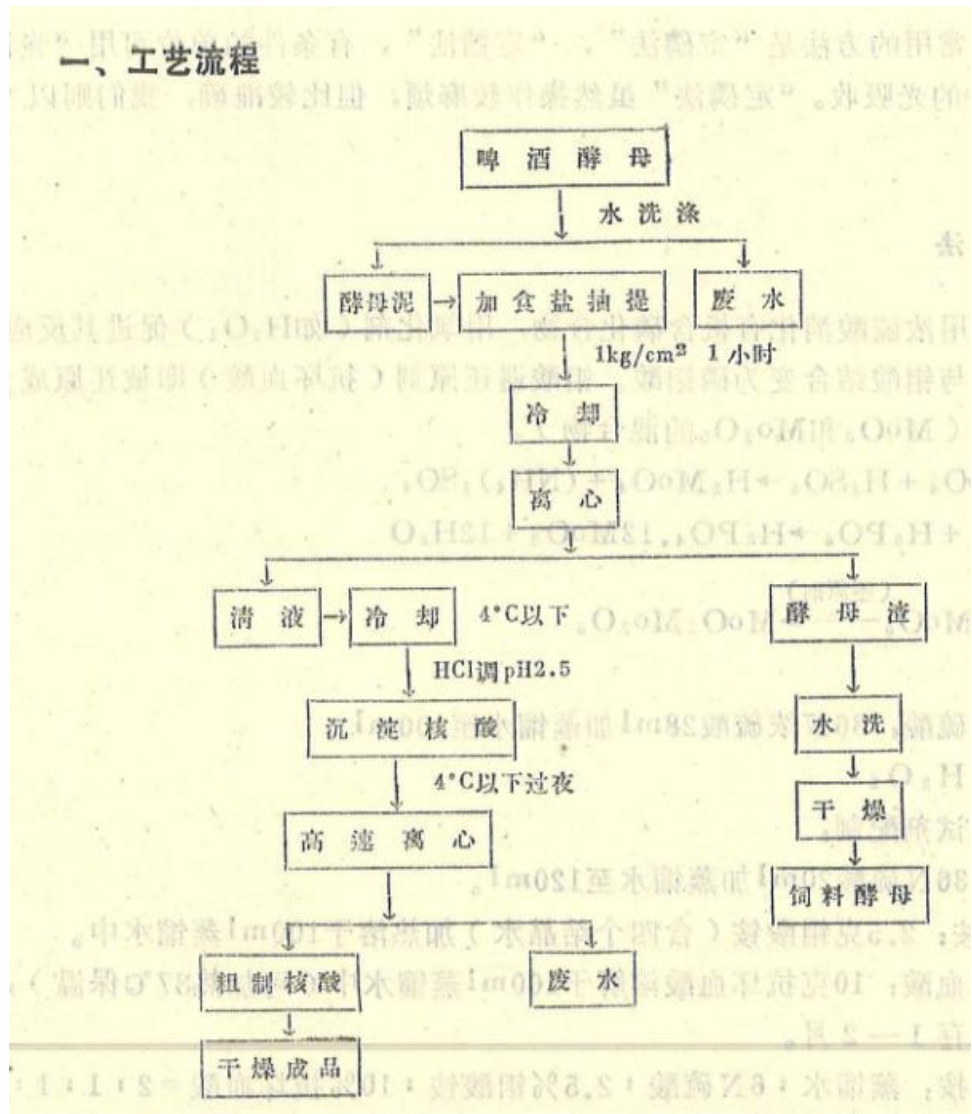 一、工艺流程
啤酒酵母
水洗涤
酵母泥 → 加食盐抽提 废水
1kg/cm² 1小时
冷却
离心
清液 → 冷却 4°C以下 酵母渣
HCl调pH2.5
沉淀核酸 水洗
4°C以下过夜
干燥
高速离心
饲料酵母
粗制核酸 废水
干燥成品